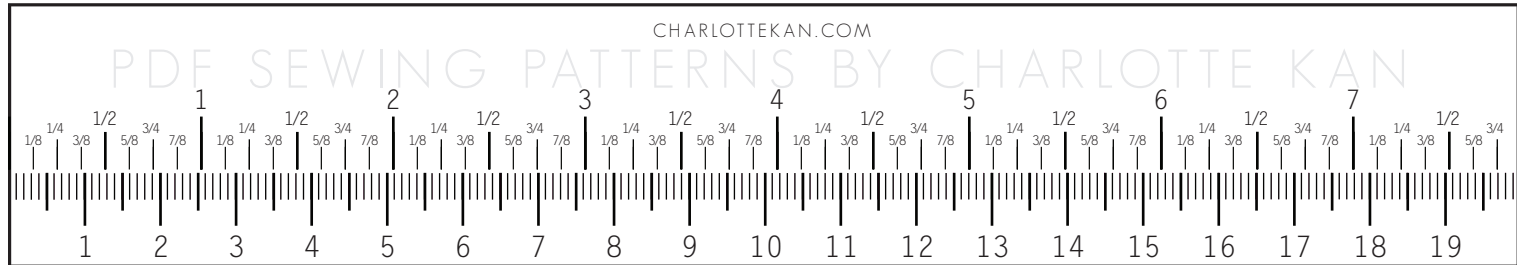 CHARLOTTEKAN.COM
PDF SEWING PATTERNS BY CHARLOTTE KAN
1 2 3 4 5 6 7
1/8 1/4 3/8 1/2 5/8 3/4 7/8 1/8 1/4 3/8 1/2 5/8 3/4 7/8 1/8 1/4 3/8 1/2 5/8 3/4 7/8 1/8 1/4 3/8 1/2 5/8 3/4 7/8 1/8 1/4 3/8 1/2 5/8 3/4 7/8 1/8 1/4 3/8 1/2 5/8 3/4 7/8 1/8 1/4 3/8 1/2 5/8 3/4 7/8 1/8 1/4 3/8 1/2 5/8 3/4
1 2 3 4 5 6 7 8 9 10 11 12 13 14 15 16 17 18 19